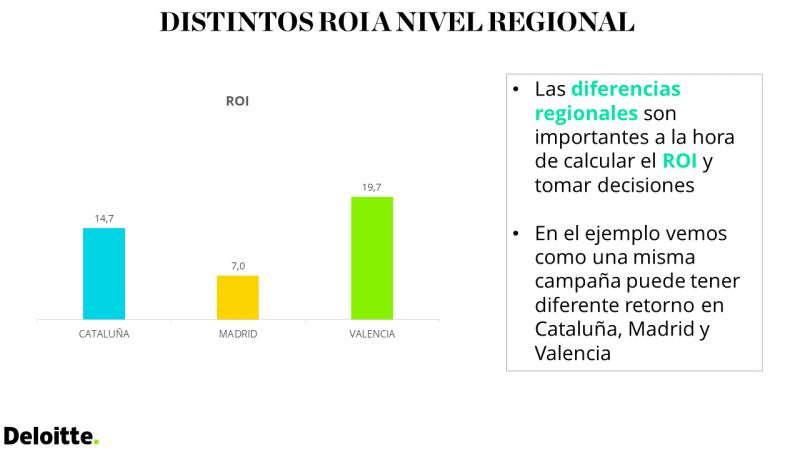 DISTINTOS ROI A NIVEL REGIONAL
ROI
14,7
7,0
19,7
CATALUÑA
MADRID
VALENCIA
• Las diferencias
regionales son
importantes a la hora
de calcular el ROI y
tomar decisiones
• En el ejemplo vemos
como una misma
campaña puede tener
diferente retorno en
Cataluña, Madrid y
Valencia
Deloitte.